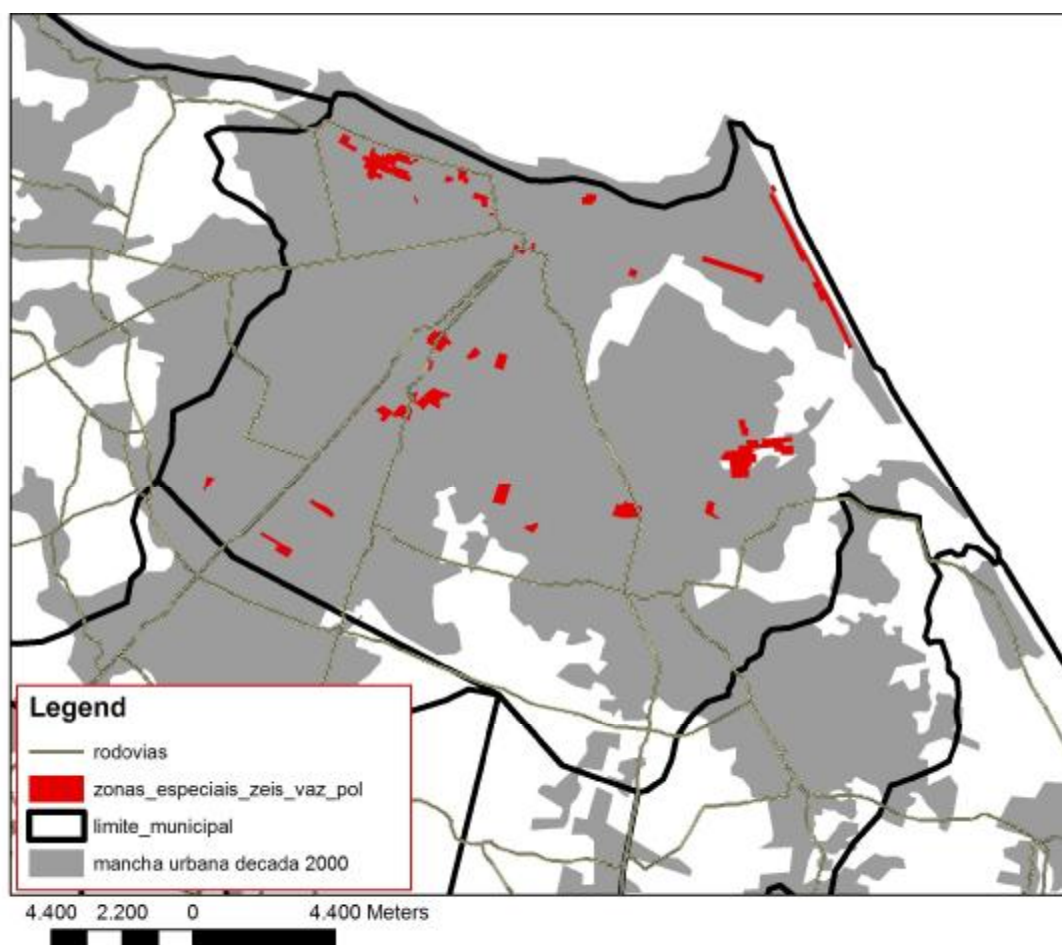 Legend
rodovias
zonas_especiais_zeis_vaz_pol
limite_municipal
mancha urbana decada 2000
4.400 2.200 0 4.400 Meters